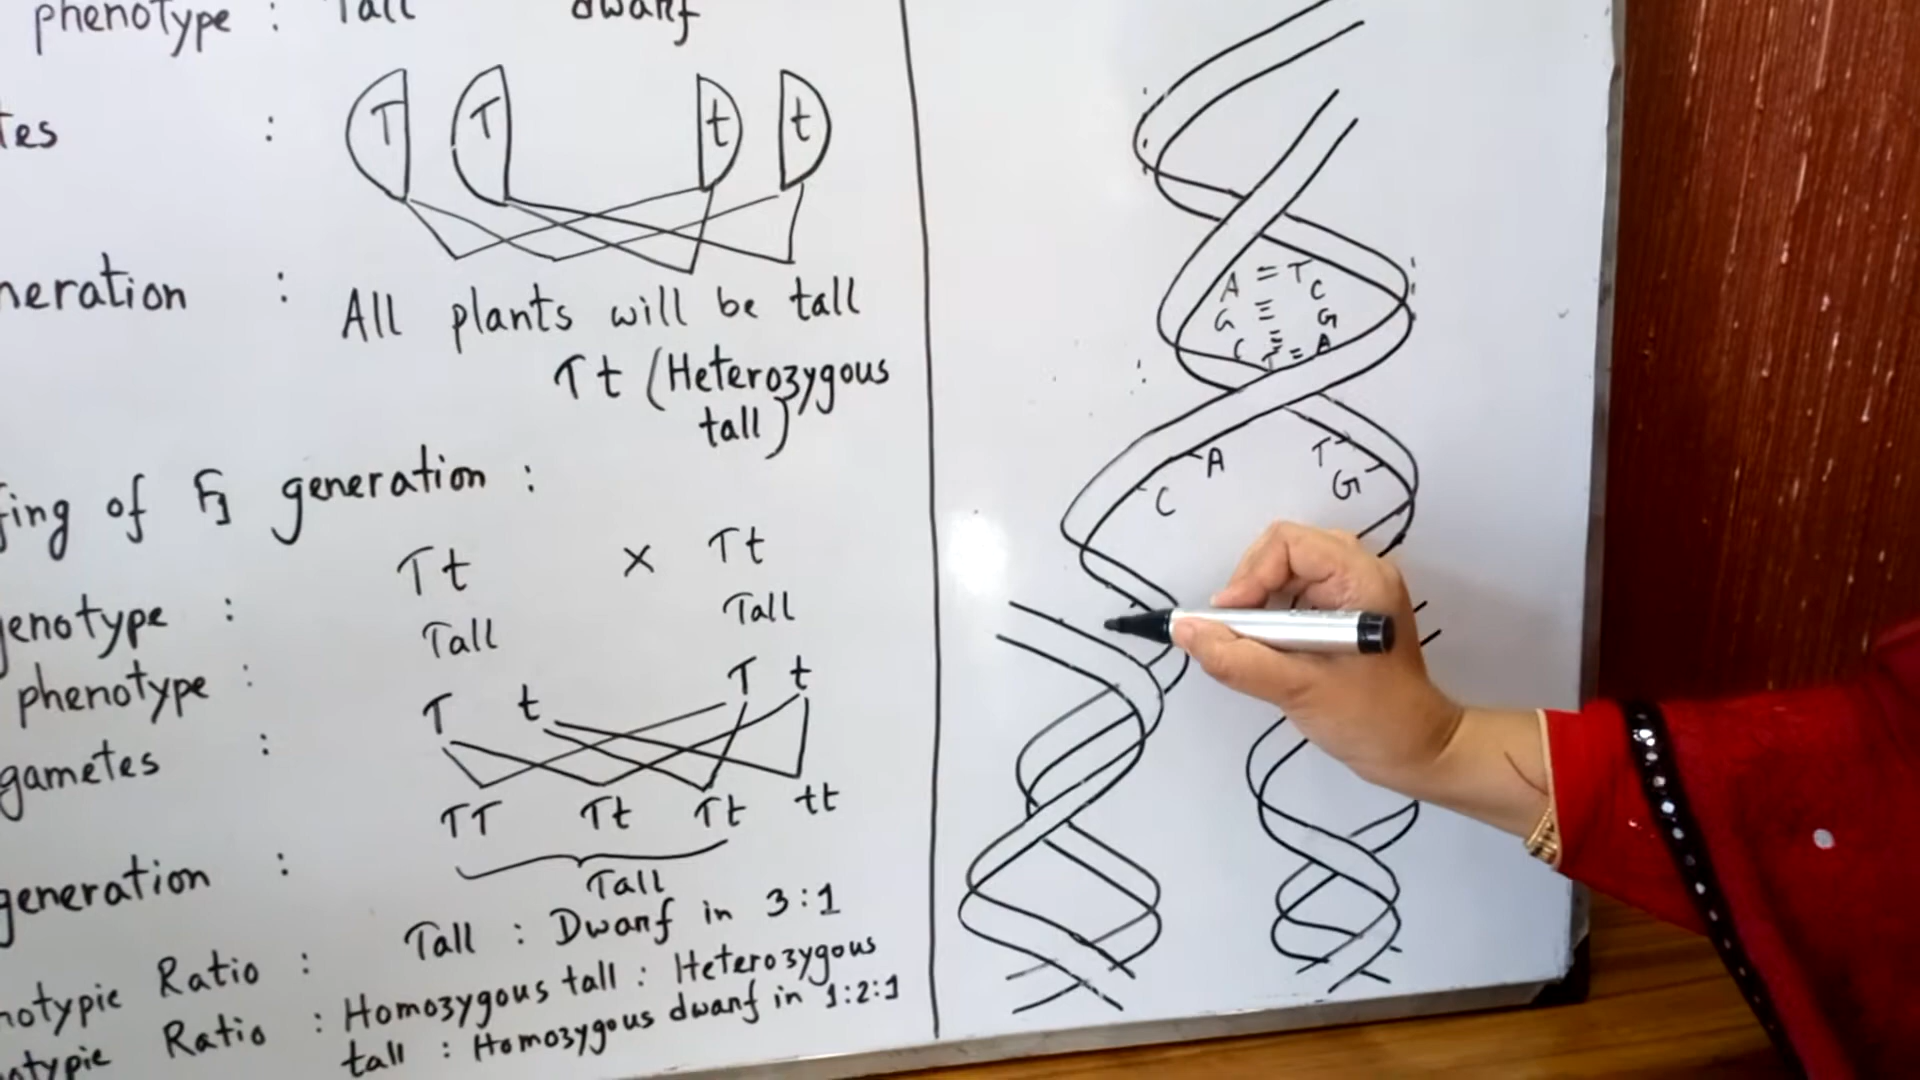 phenotype : Tall dwarf
T T t t
tes :
neration : All plants will be tall
Tt (Heterozygous
tall)
fing of F1 generation :
Tt x Tt
genotype :
Tall Tall
phenotype :
T t T t
gametes :
TT Tt Tt tt
generation :
Tall
notypic Ratio : Tall : Dwarf in 3:1
otypic Ratio : Homozygous tall : Heterozygous
tall : Homozygous dwarf in 1:2:1
A = T
G ≡ C
C ≡ G
T = A
A T
C G